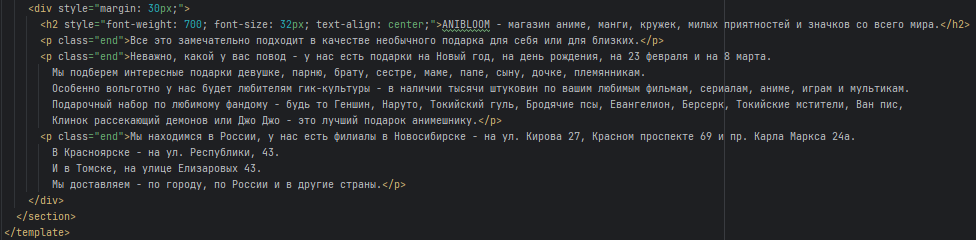 <div style="margin: 30px;">
<h2 style="font-weight: 700; font-size: 32px; text-align: center;">ANIBLOOM - магазин аниме, манги, кружек, милых приятностей и значков со всего мира.</h2>
<p class="end">Все это замечательно подходит в качестве необычного подарка для себя или для близких.</p>
<p class="end">Неважно, какой у вас повод - у нас есть подарки на Новый год, на день рождения, на 23 февраля и на 8 марта.
Мы подберем интересные подарки девушке, парню, брату, сестре, маме, папе, сыну, дочке, племянникам.
Особенно вольготно у нас будет любителям гик-культуры - в наличии тысячи штуковин по вашим любимым фильмам, сериалам, аниме, играм и мультикам.
Подарочный набор по любимому фандому - будь то Геншин, Наруто, Токийский гуль, Бродячие псы, Евангелион, Берсерк, Токийские мстители, Ван пис,
Клинок рассекающий демонов или Джо Джо - это лучший подарок анимешнику.</p>
<p class="end">Мы находимся в России, у нас есть филиалы в Новосибирске - на ул. Кирова 27, Красном проспекте 69 и пр. Карла Маркса 24а.
В Красноярске - на ул. Республики, 43.
И в Томске, на улице Елизаровых 43.
Мы доставляем - по городу, по России и в другие страны.</p>
</div>
</section>
</template>